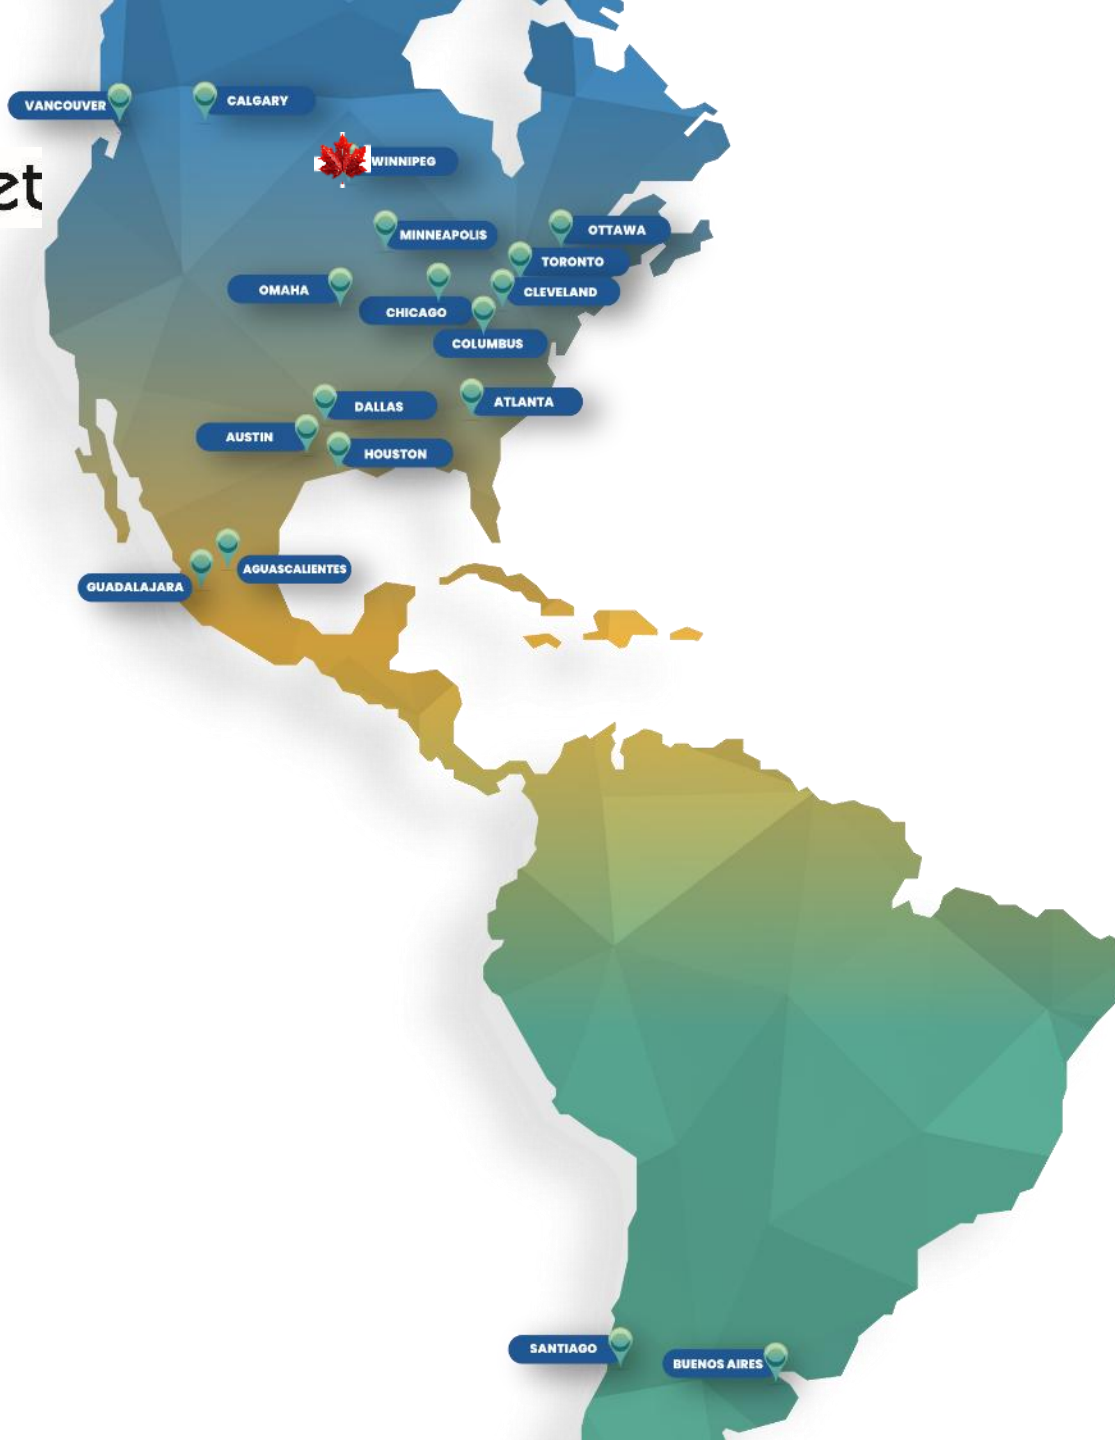 VANCOUVER
CALGARY
WINNIPEG
et
MINNEAPOLIS
OTTAWA
TORONTO
OMAHA
CLEVELAND
CHICAGO
COLUMBUS
DALLAS
ATLANTA
AUSTIN
HOUSTON
AGUASCALIENTES
GUADALAJARA
SANTIAGO
BUENOS AIRES